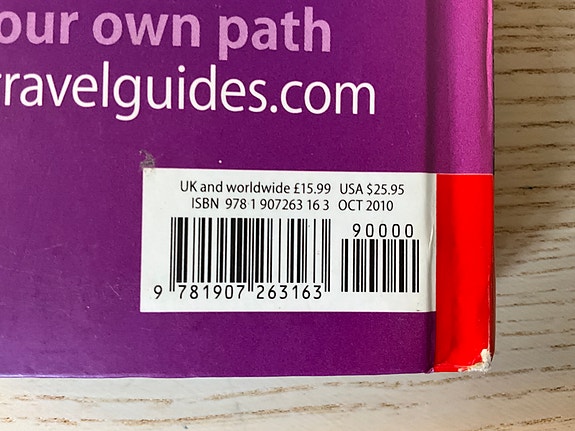 our own path
ravelguides.com
UK and worldwide £15.99 USA $25.95
ISBN 978 1 907263 16 3 OCT 2010
90000
9 781907 263163